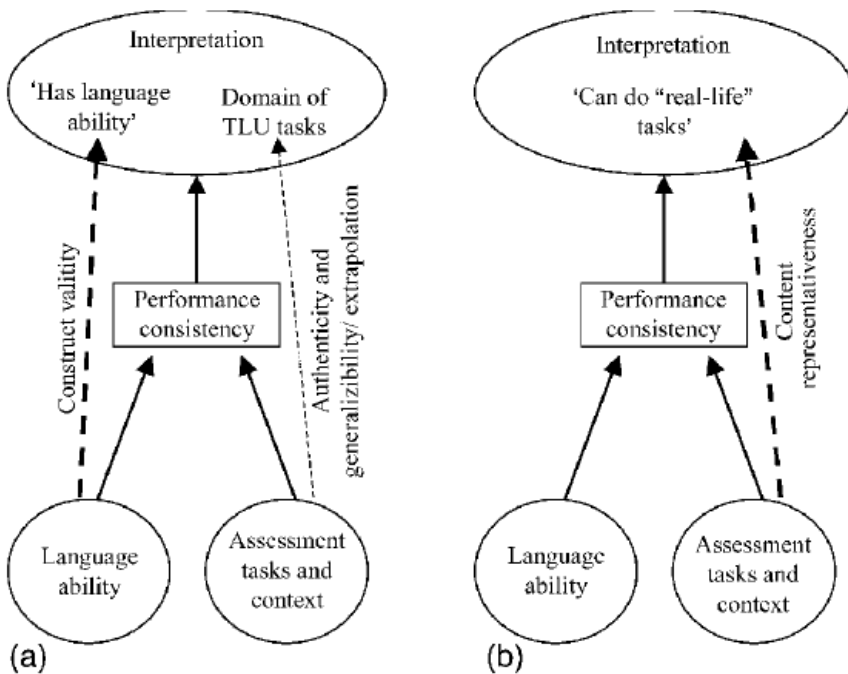 Interpretation
'Has language
ability'
Domain of
TLU tasks
Construct valitity
Performance
consistency
Authenticity and
generalizibility/ extrapolation
Language
ability
Assessment
tasks and
context
(a)
Interpretation
'Can do "real-life"
tasks'
Performance
consistency
Content
representativeness
Language
ability
Assessment
tasks and
context
(b)